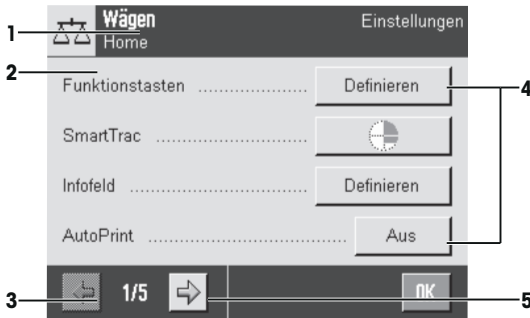 Wägen
Einstellungen
1
Home
2
Funktionstasten .................... Definieren
4
SmartTrac ............................
Infofeld ............................... Definieren
AutoPrint ..................................... Aus
3
1/5
OK
5